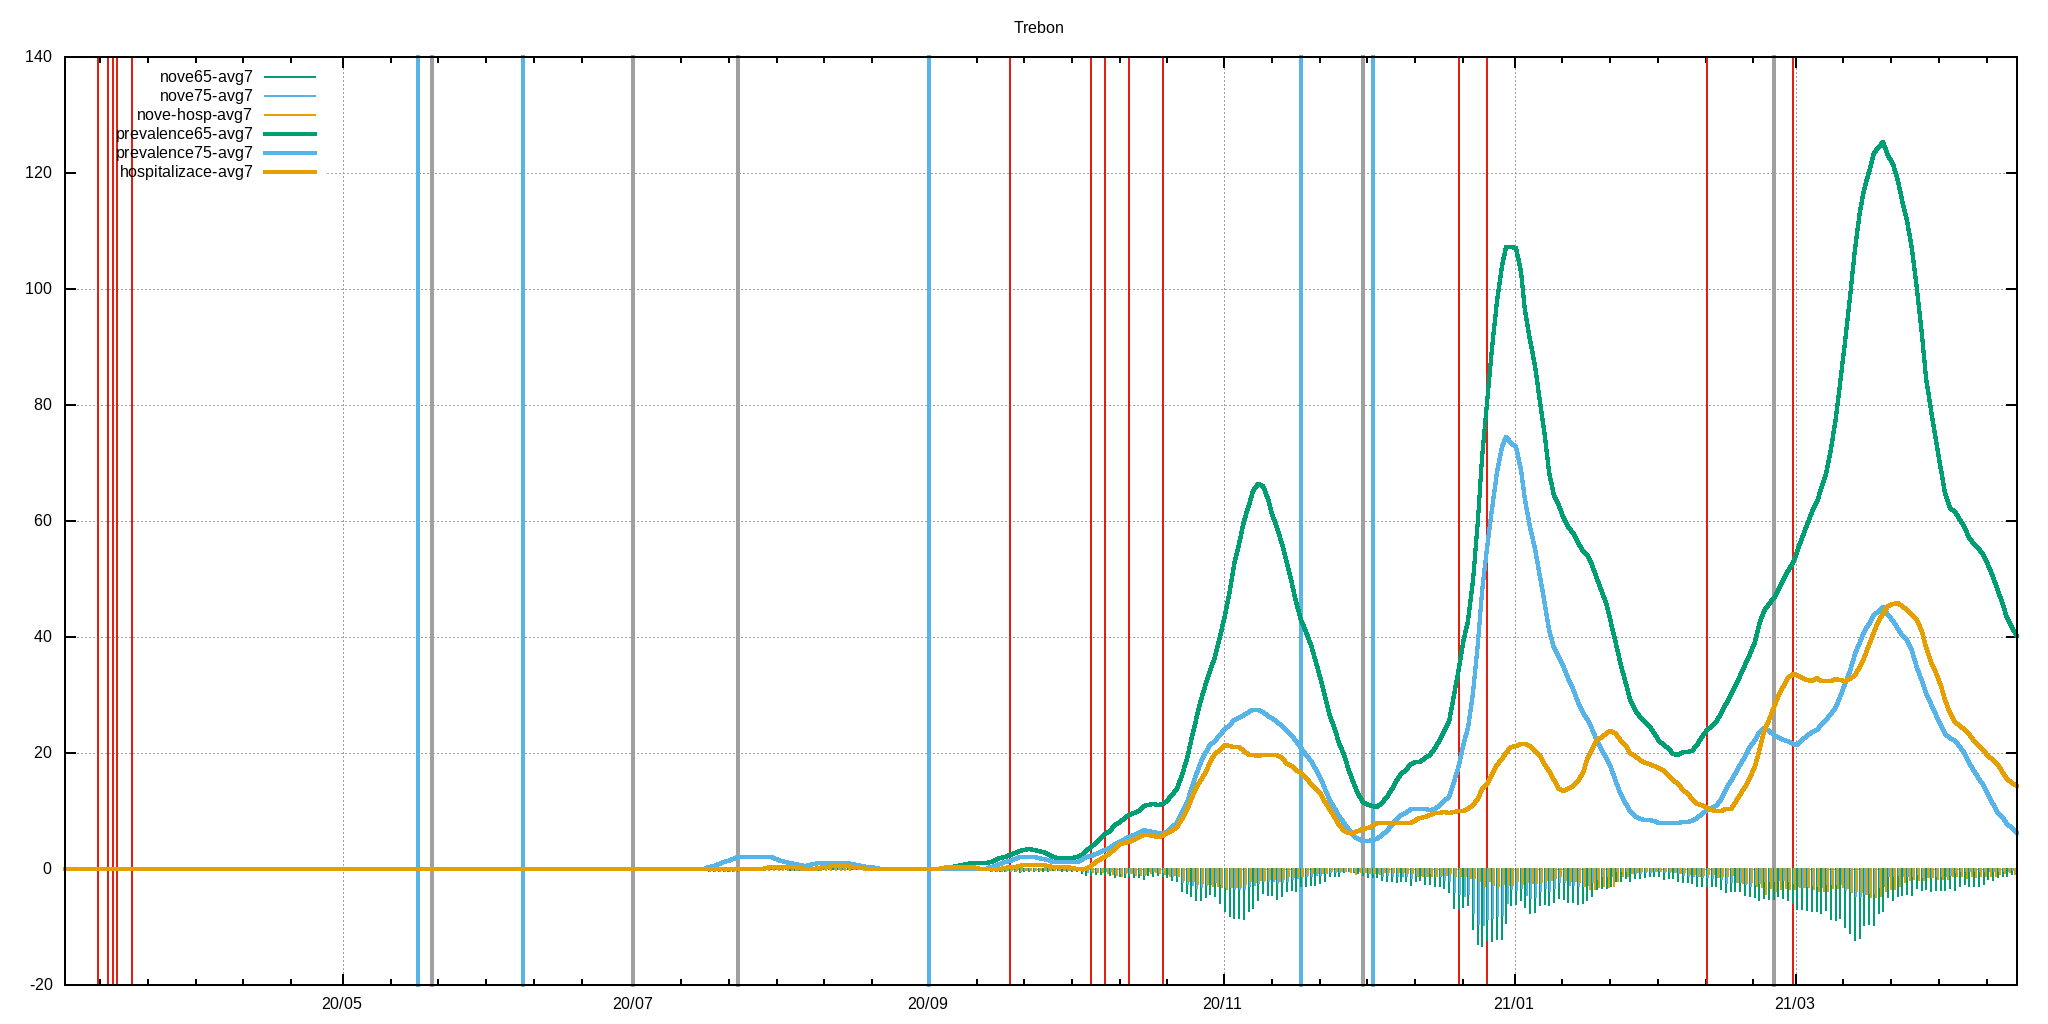 Trebon
140
120
100
80
60
40
20
0
-20
nove65-avg7
nove75-avg7
nove-hosp-avg7
prevalence65-avg7
prevalence75-avg7
hospitalizace-avg7
20/05 20/07 20/09 20/11 21/01 21/03